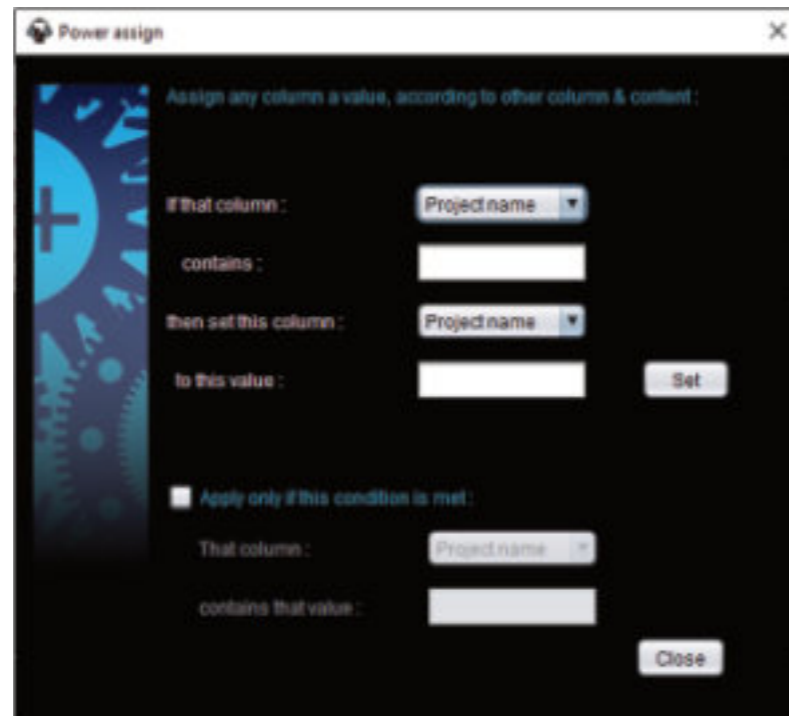 Power assign
Assign any column a value, according to other column & content :
If that column : Project name
contains :
then set this column : Project name
to this value : Set
Apply only if this condition is met :
That column : Project name
contains that value :
Close